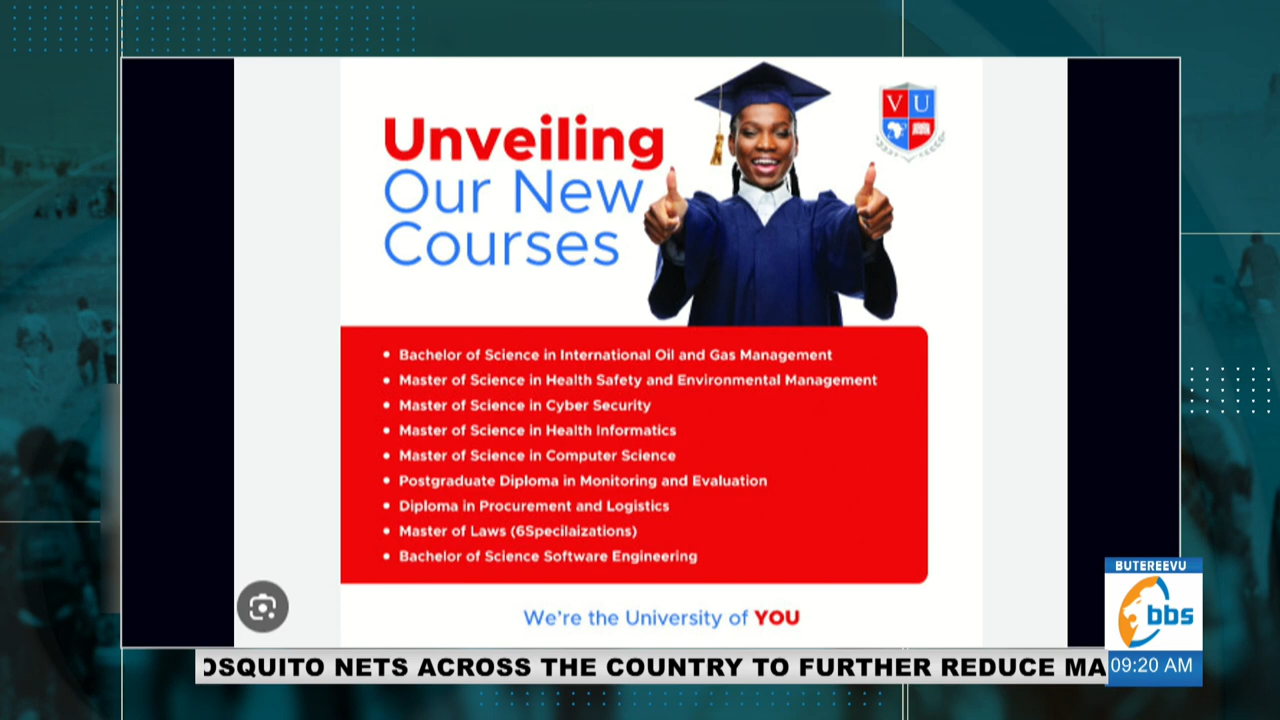 Unveiling
Our New
Courses
V U
Bachelor of Science in International Oil and Gas Management
Master of Science in Health Safety and Environmental Management
Master of Science in Cyber Security
Master of Science in Health Informatics
Master of Science in Computer Science
Postgraduate Diploma in Monitoring and Evaluation
Diploma in Procurement and Logistics
Master of Laws (6Specilaizations)
Bachelor of Science Software Engineering
We're the University of YOU
BUTEREEVU
bbs
OSQUITO NETS ACROSS THE COUNTRY TO FURTHER REDUCE MA
09:20 AM